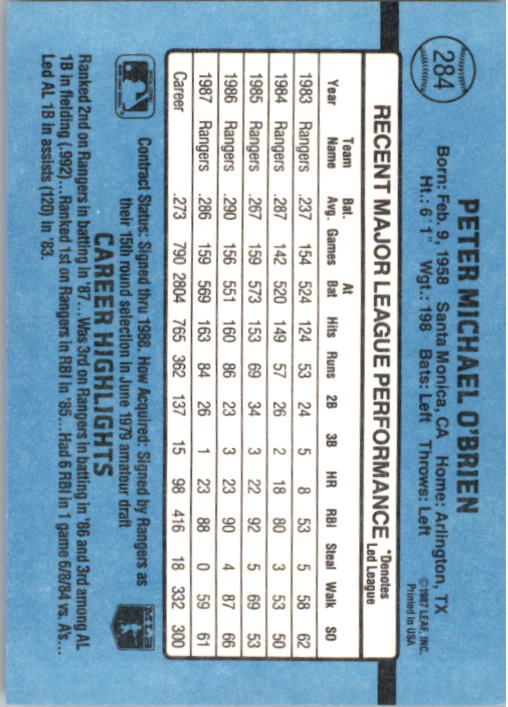 284
PETER MICHAEL O'BRIEN
Born: Feb. 9, 1958 Santa Monica, CA Home: Arlington, TX
Ht.: 6' 1" Wgt.: 198 Bats: Left Throws: Left
©1987 LEAF, INC.
Printed in USA
RECENT MAJOR LEAGUE PERFORMANCE *Denotes Led League
Year Team Name Bat. Avg. Games At Bat Hits Runs 2B 3B HR RBI Steal Walk SO
1983 Rangers .237 154 524 124 53 24 5 8 53 5 58 62
1984 Rangers .287 142 520 149 57 26 2 18 80 3 53 50
1985 Rangers .267 159 573 153 69 34 3 22 92 5 69 53
1986 Rangers .290 156 551 160 86 23 3 23 90 4 87 66
1987 Rangers .286 159 569 163 84 26 1 23 88 0 59 61
Career .273 790 2804 765 362 137 15 98 416 18 332 300
Contract Status: Signed thru 1988. How Acquired: Signed by Rangers as
their 15th round selection in June 1979 amateur draft
MLB
CAREER HIGHLIGHTS
Ranked 2nd on Rangers in batting in '87...Was 3rd on Rangers in batting in '86 and 3rd among AL
1B in fielding (.992)...Ranked 1st on Rangers in RBI in '85...Had 6 RBI in 1 game 6/8/84 vs. A's...
Led AL 1B in assists (120) in '83.